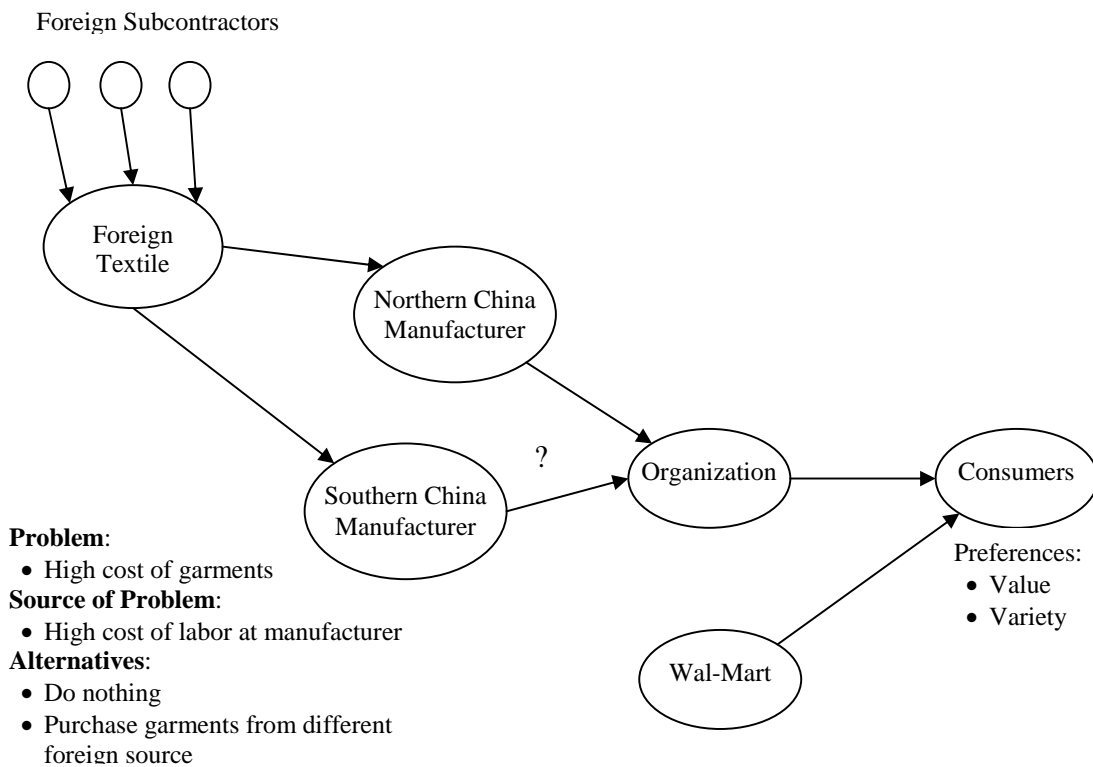 Foreign Subcontractors
Foreign
Textile
Northern China
Manufacturer
?
Organization
Consumers
Southern China
Manufacturer
Problem:
• High cost of garments
Source of Problem:
• High cost of labor at manufacturer
Alternatives:
• Do nothing
• Purchase garments from different
foreign source
Preferences:
• Value
• Variety
Wal-Mart